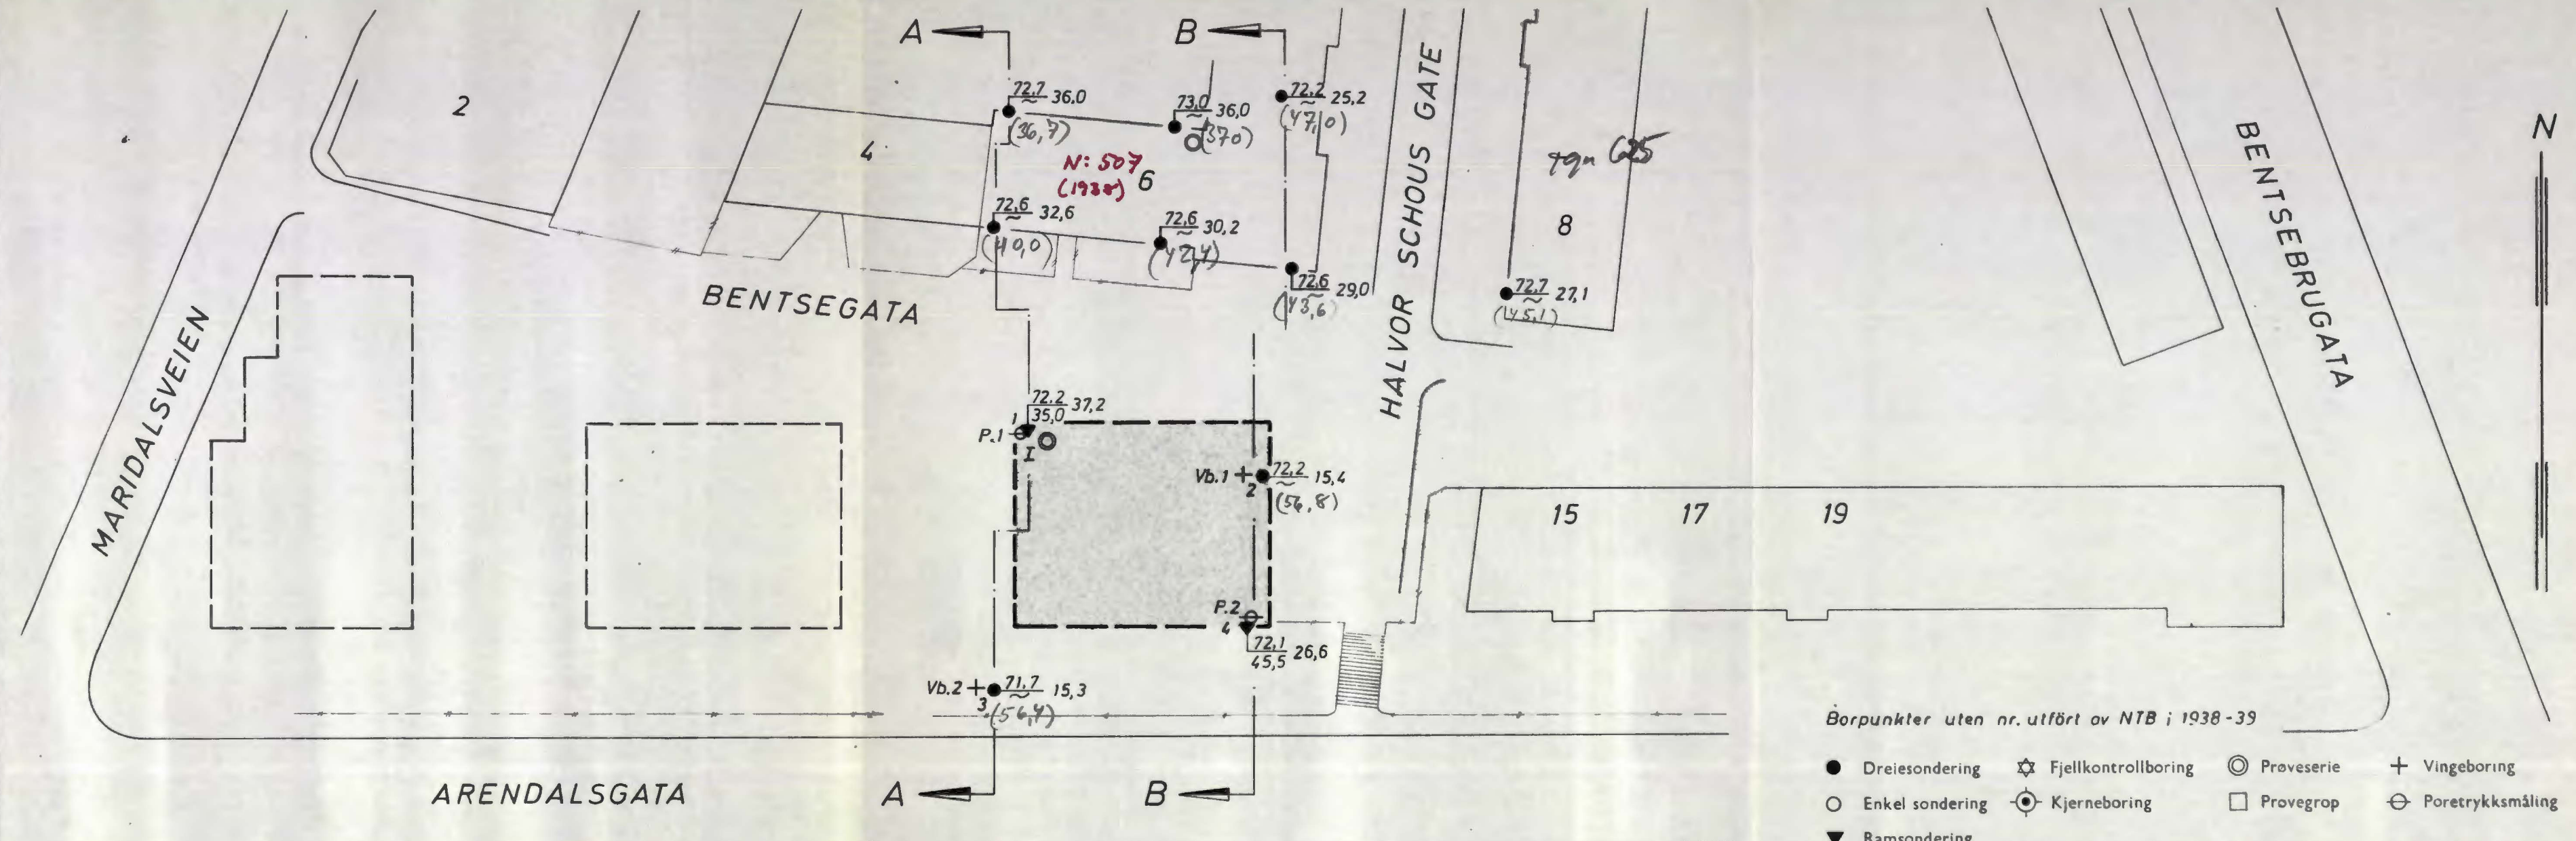 A
B
2
4
72,7 36,0
~
(36,7)
73,0 36,0
~
(37,0)
72,2 25,2
~
(47,0)
N: 507
(1938)
6
72,6 32,6
~
(40,0)
72,6 30,2
~
(42,4)
72,6 29,0
~
(43,6)
tgn 625
8
72,7 27,1
~
(45,1)
N
MARIDALSVEIEN
BENTSEGATA
HALVOR SCHOUS GATE
BENTSEBRUGATA
72,2 37,2
35,0
1
P.1
I
Vb.1
2
72,2 15,4
~
(56,8)
15
17
19
P.2
4
72,1 26,6
45,5
Vb.2
3
71,7 15,3
~
(56,4)
ARENDALSGATA
A
B
Borpunkter uten nr. utført av NTB i 1938-39
Dreiesondering
Fjellkontrollboring
Prøveserie
Vingeboring
Enkel sondering
Kjerneboring
Prøvegrop
Poretrykksmåling
Ramsondering